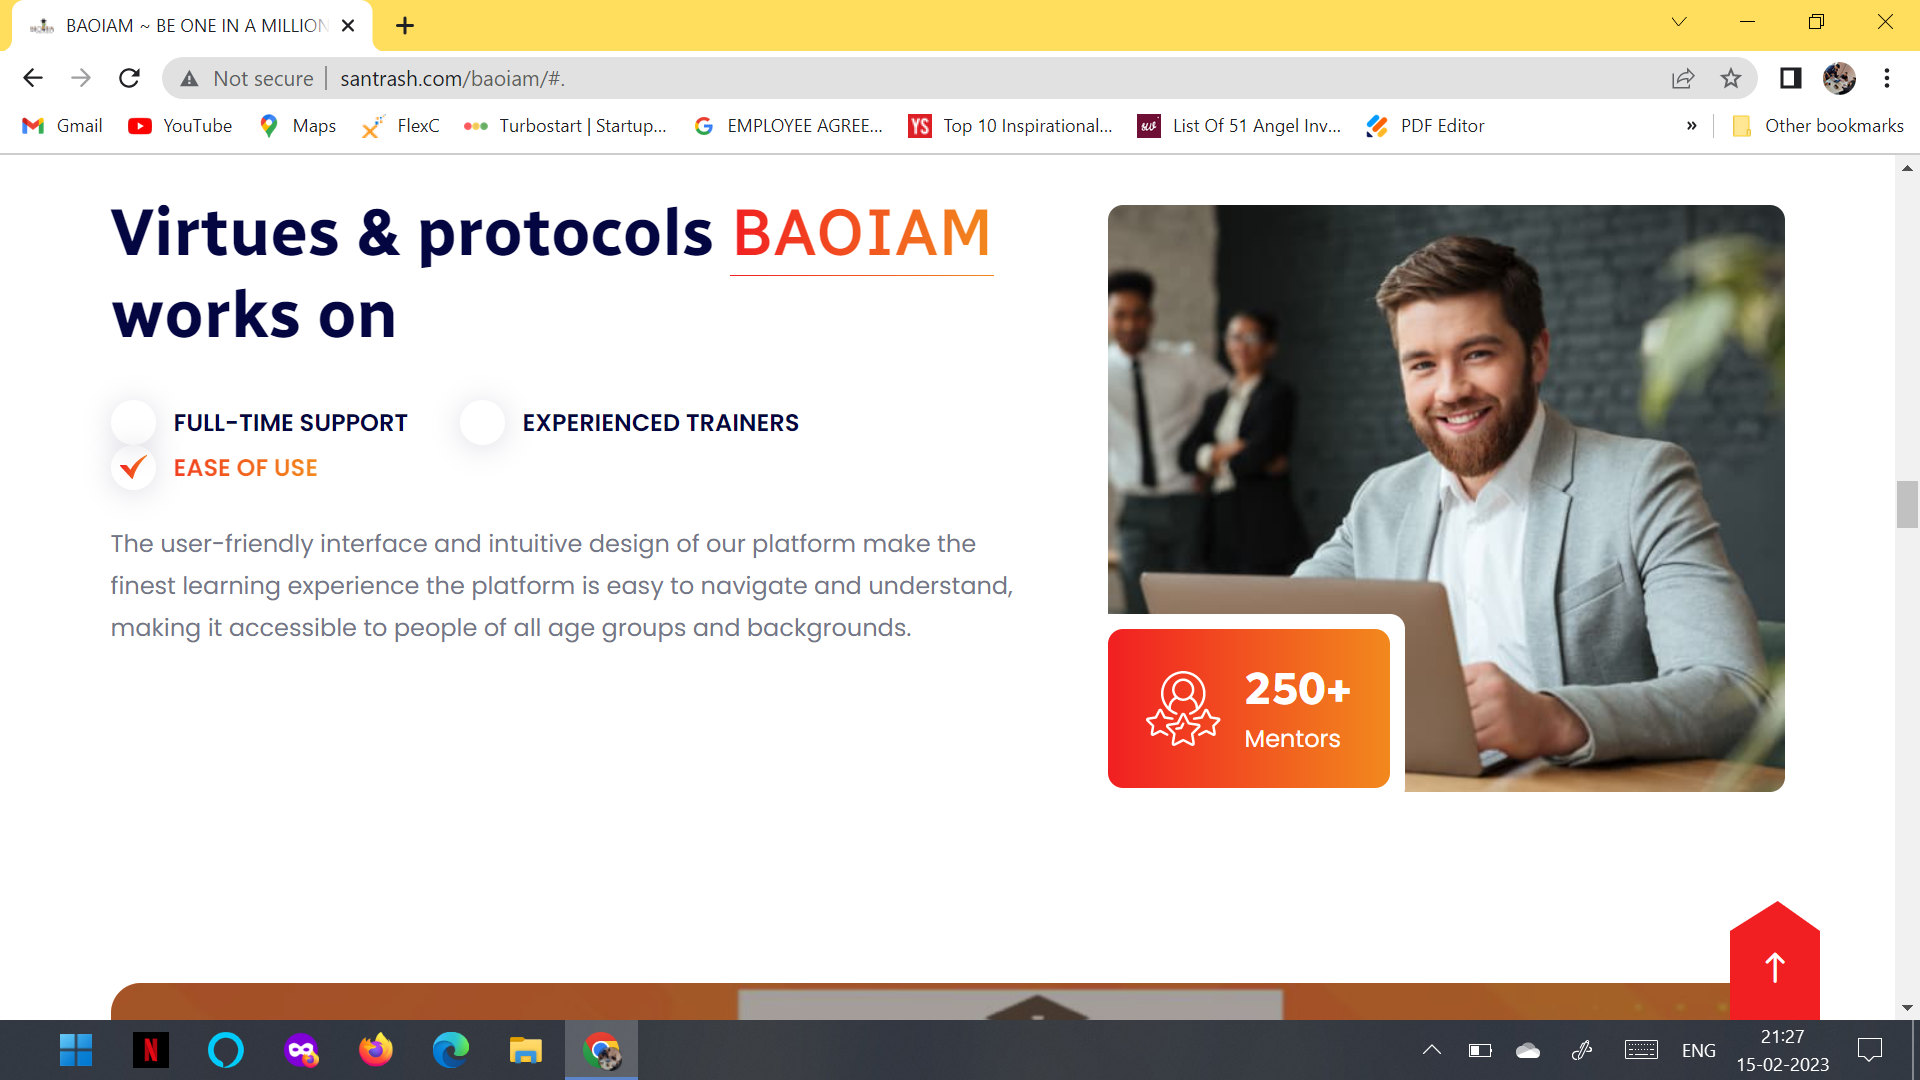 BAOIAM ~ BE ONE IN A MILLION
Not secure | santrash.com/baoiam/#.
Gmail YouTube Maps FlexC Turbostart | Startup... EMPLOYEE AGREE... Top 10 Inspirational... List Of 51 Angel Inv... PDF Editor » Other bookmarks
Virtues & protocols BAOIAM
works on
FULL-TIME SUPPORT EXPERIENCED TRAINERS
EASE OF USE
The user-friendly interface and intuitive design of our platform make the
finest learning experience the platform is easy to navigate and understand,
making it accessible to people of all age groups and backgrounds.
250+
Mentors
ENG
21:27
15-02-2023